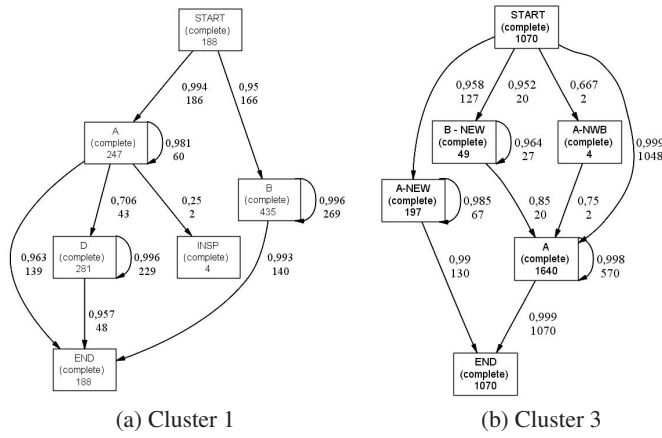 START
(complete)
188
0,994
186
0,95
166
A
(complete)
247
0,981
60
B
(complete)
435
0,996
269
0,706
43
0,25
2
0,963
139
D
(complete)
281
0,996
229
INSP
(complete)
4
0,993
140
0,957
48
END
(complete)
188
(a) Cluster 1
START
(complete)
1070
0,958
127
0,952
20
0,667
2
0,999
1048
B - NEW
(complete)
49
0,964
27
A-NWB
(complete)
4
A-NEW
(complete)
197
0,985
67
0,85
20
0,75
2
A
(complete)
1640
0,998
570
0,99
130
0,999
1070
END
(complete)
1070
(b) Cluster 3